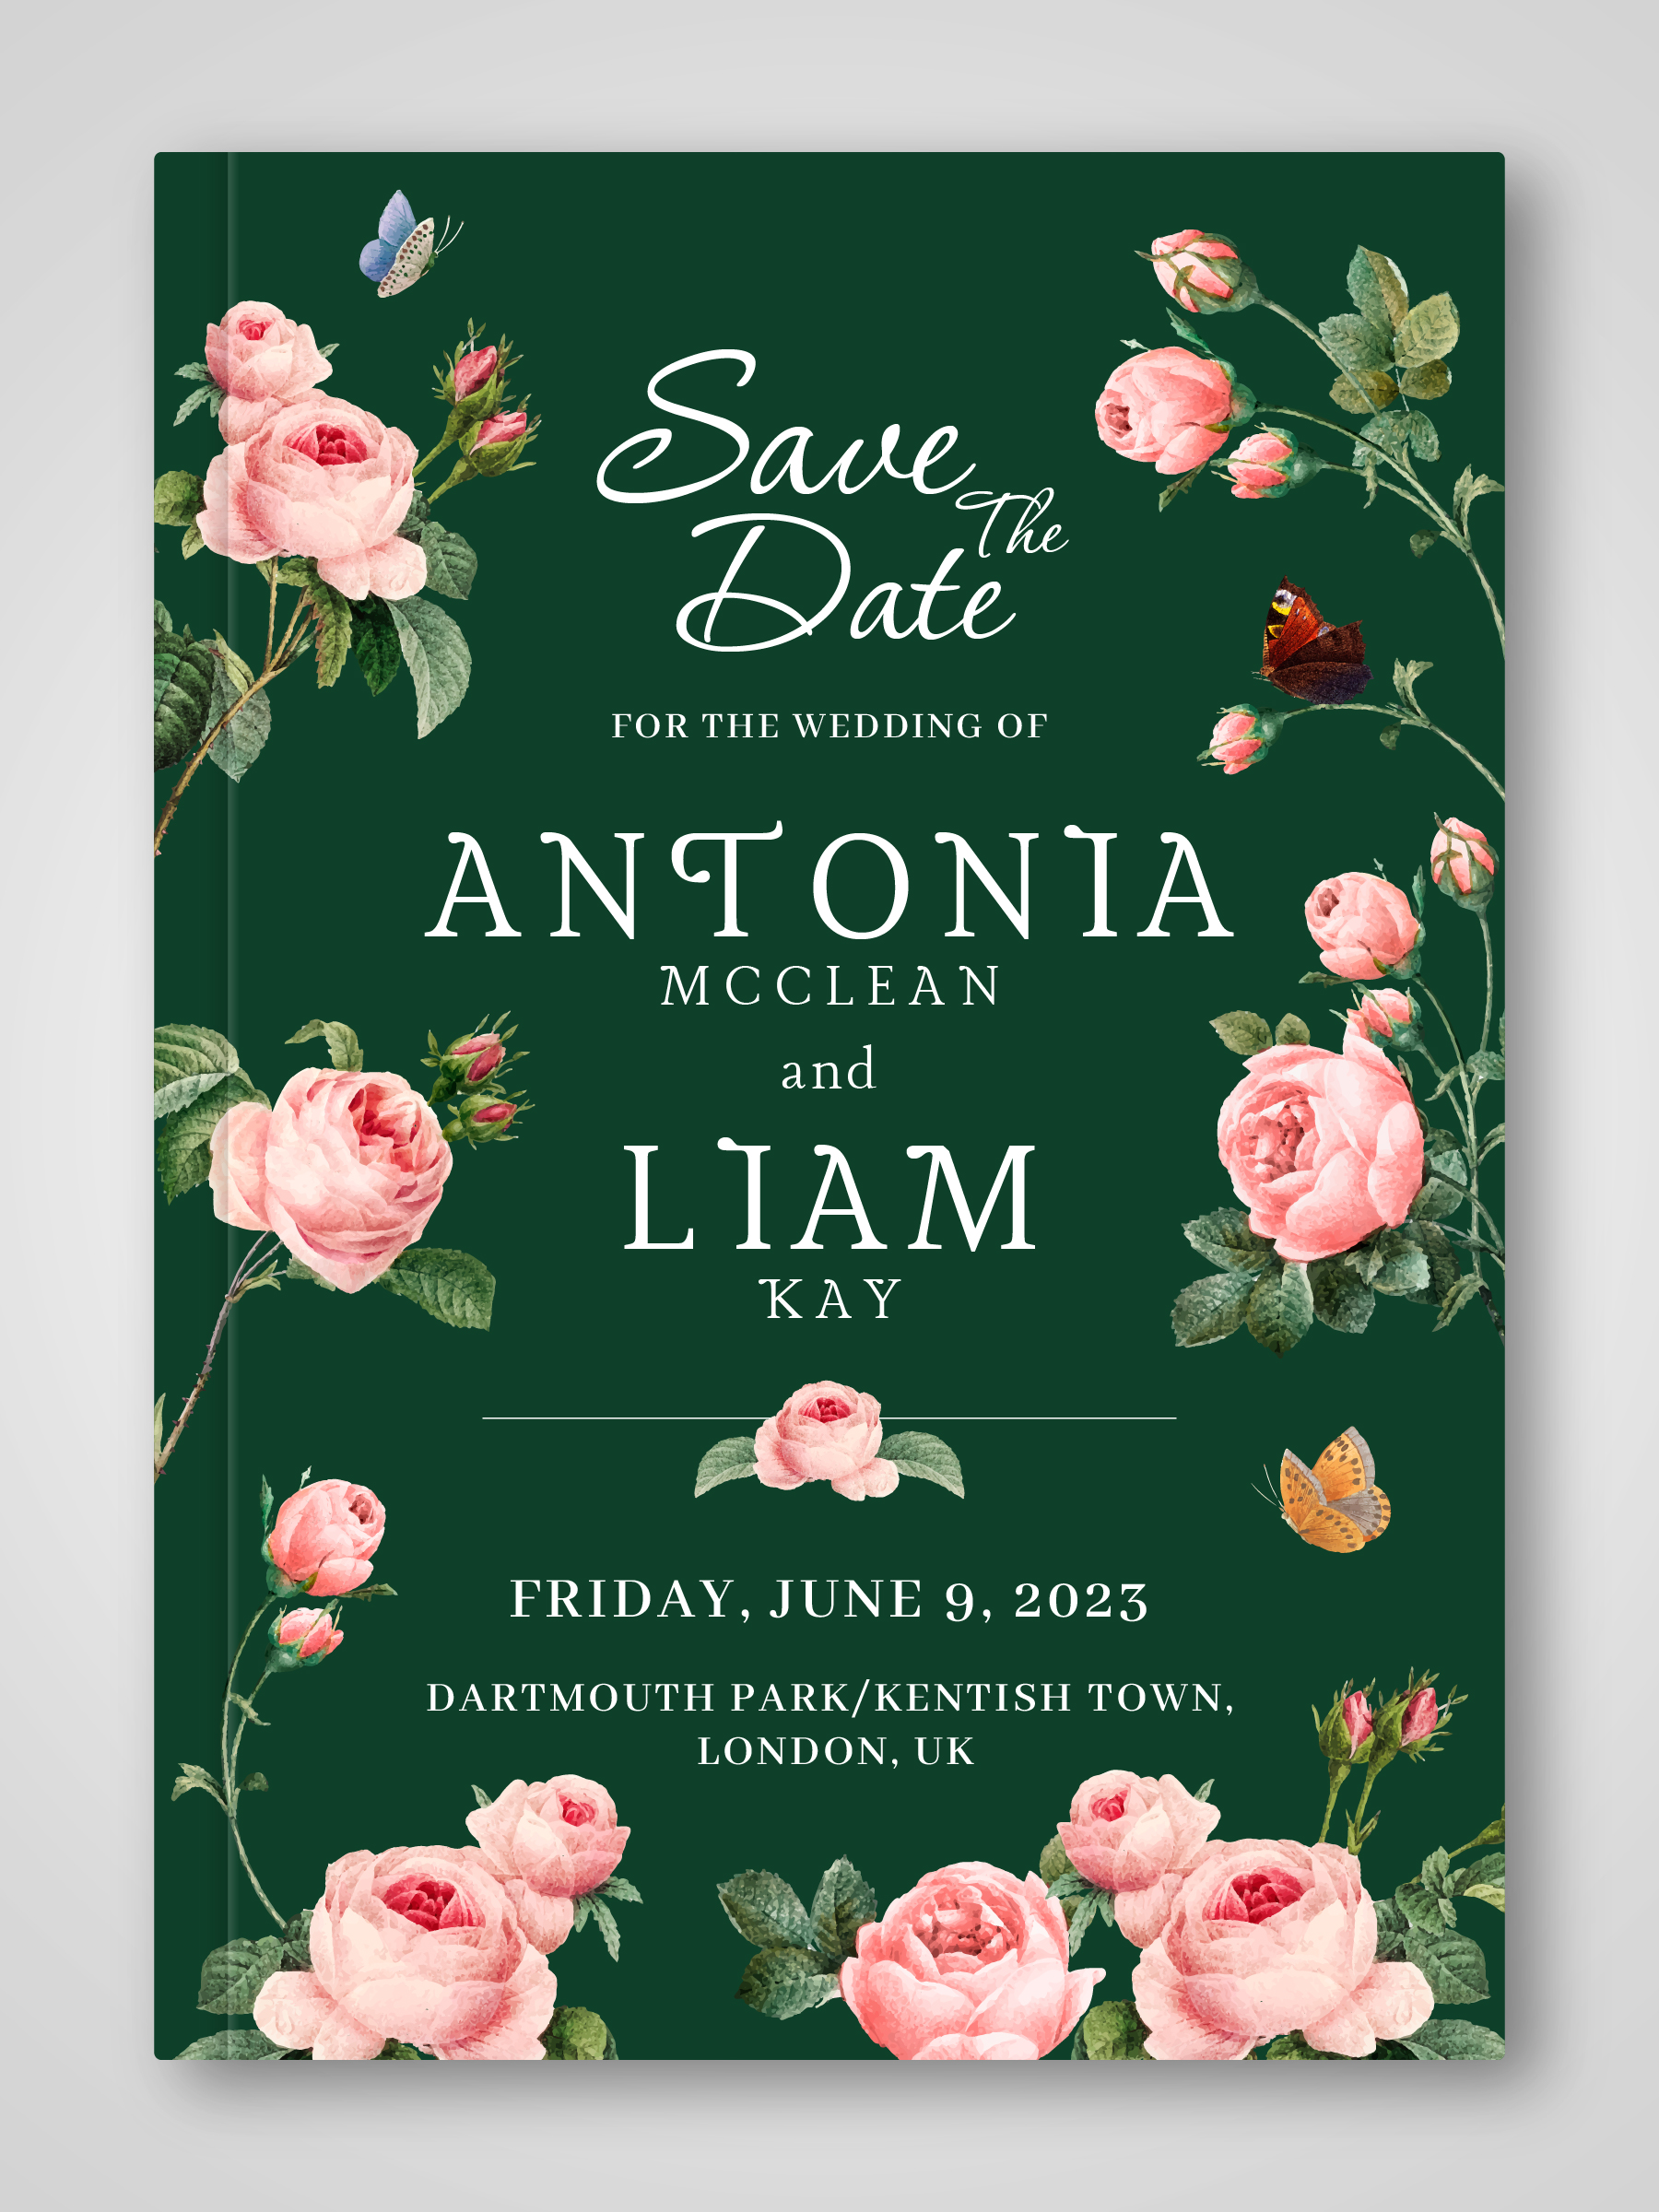 Save
The
Date
FOR THE WEDDING OF
ANTONIA
MCCLEAN
and
LIAM
KAY
FRIDAY, JUNE 9, 2023
DARTMOUTH PARK/KENTISH TOWN,
LONDON, UK